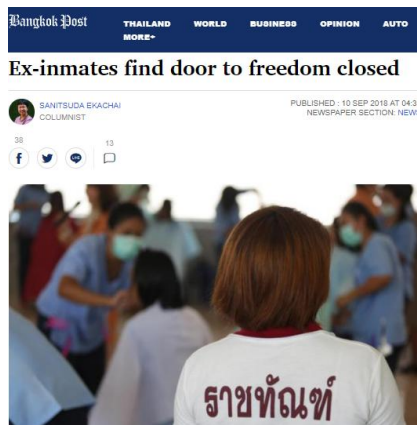 Bangkok Post
THAILAND WORLD BUSINESS OPINION AUTO
MORE+
Ex-inmates find door to freedom closed
SANITSUDA EKACHAI
COLUMNIST
PUBLISHED : 10 SEP 2018 AT 04:3
NEWSPAPER SECTION: NEWS
38
13
ราชทัณฑ์